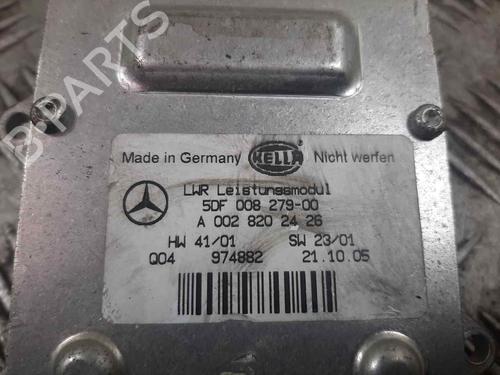 B PARTS
Made in Germany HELLA Nicht werfen
LWR Leistungsmodul
5DF 008 279-00
A 002 820 24 26
HW 41/01 SW 23/01
Q04 974882 21.10.05